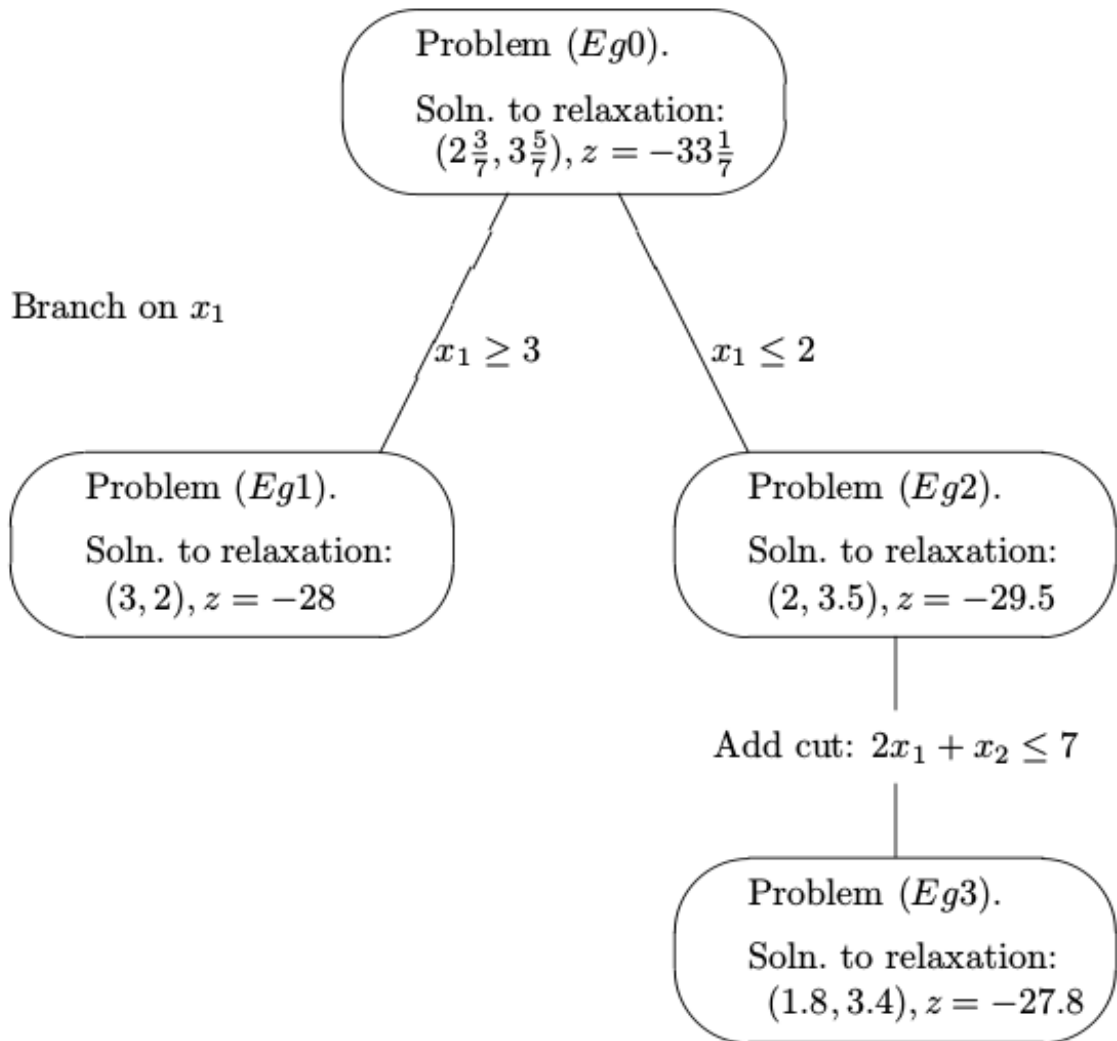 Problem (Eg0).
Soln. to relaxation:
(2 3/7, 3 5/7), z = −33 1/7
Branch on x₁
x₁ ≥ 3
x₁ ≤ 2
Problem (Eg1).
Soln. to relaxation:
(3, 2), z = −28
Problem (Eg2).
Soln. to relaxation:
(2, 3.5), z = −29.5
Add cut: 2x₁ + x₂ ≤ 7
Problem (Eg3).
Soln. to relaxation:
(1.8, 3.4), z = −27.8